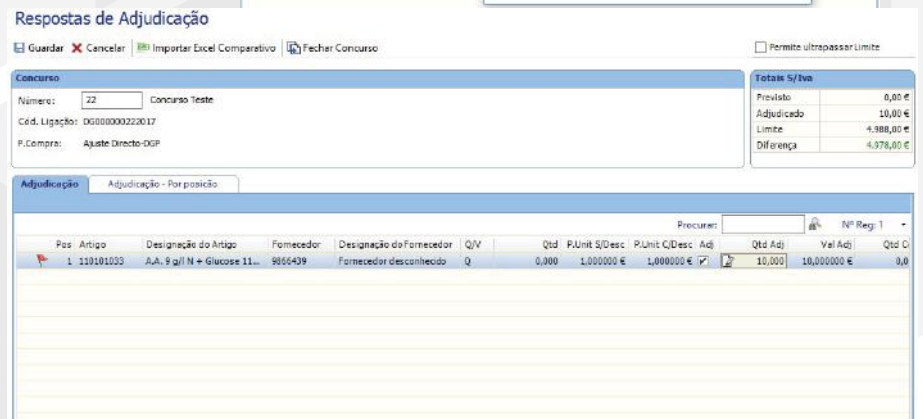 Respostas de Adjudicação
Guardar Cancelar Importar Excel Comparativo Fechar Concurso
Permite ultrapassar Limite
Concurso
Número: 22 Concurso Teste
Cód. Ligação: DG000000222017
P.Compra: Ajuste Directo-DGP
Totais S/Iva
Previsto 0,00 €
Adjudicado 10,00 €
Limite 4.988,00 €
Diferença 4.978,00 €
Adjudicação Adjudicação - Por posicão
Procurar: Nº Reg: 1
Pos Artigo Designação do Artigo Fornecedor Designação do Fornecedor Q/V Qtd P.Unit S/Desc P.Unit C/Desc Adj Qtd Adj Val Adj Qtd C
1 110101033 A.A. 9 g/l N + Glucose 11... 9866439 Fornecedor desconhecido Q 0,000 1,000000 € 1,000000 € 10,000 10,000000 € 0,0